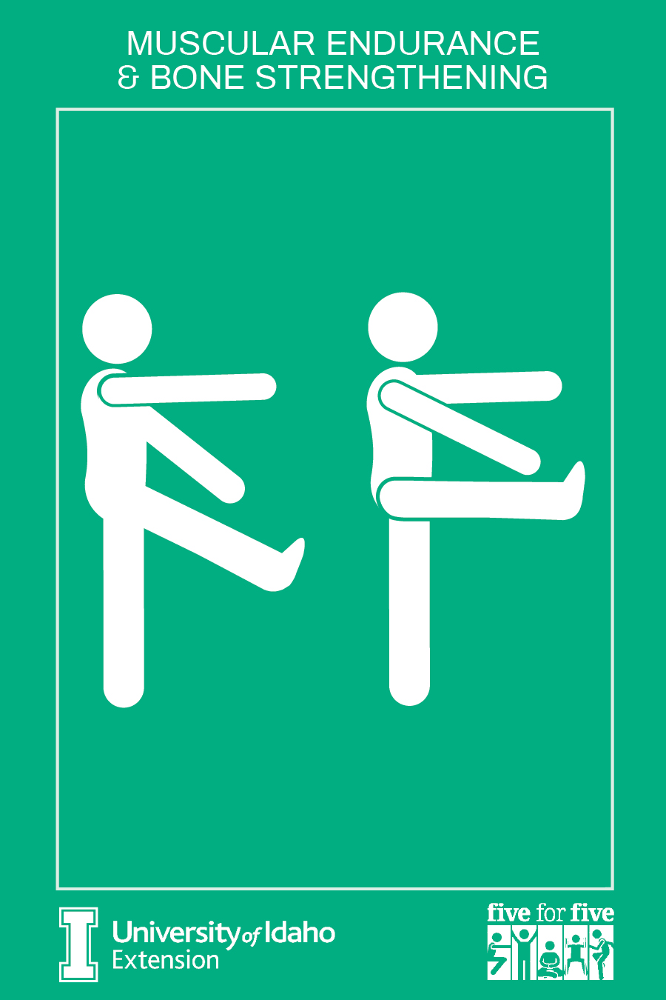 MUSCULAR ENDURANCE
& BONE STRENGTHENING
University of Idaho
Extension
five for five